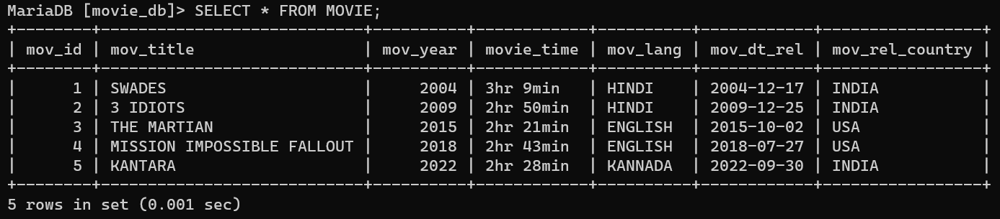 MariaDB [movie_db]> SELECT * FROM MOVIE;
+--------+----------------------------+----------+------------+----------+------------+-----------------+
| mov_id | mov_title                  | mov_year | movie_time | mov_lang | mov_dt_rel | mov_rel_country |
+--------+----------------------------+----------+------------+----------+------------+-----------------+
|      1 | SWADES                     |     2004 | 3hr 9min   | HINDI    | 2004-12-17 | INDIA           |
|      2 | 3 IDIOTS                   |     2009 | 2hr 50min  | HINDI    | 2009-12-25 | INDIA           |
|      3 | THE MARTIAN                |     2015 | 2hr 21min  | ENGLISH  | 2015-10-02 | USA             |
|      4 | MISSION IMPOSSIBLE FALLOUT |     2018 | 2hr 43min  | ENGLISH  | 2018-07-27 | USA             |
|      5 | KANTARA                    |     2022 | 2hr 28min  | KANNADA  | 2022-09-30 | INDIA           |
+--------+----------------------------+----------+------------+----------+------------+-----------------+
5 rows in set (0.001 sec)